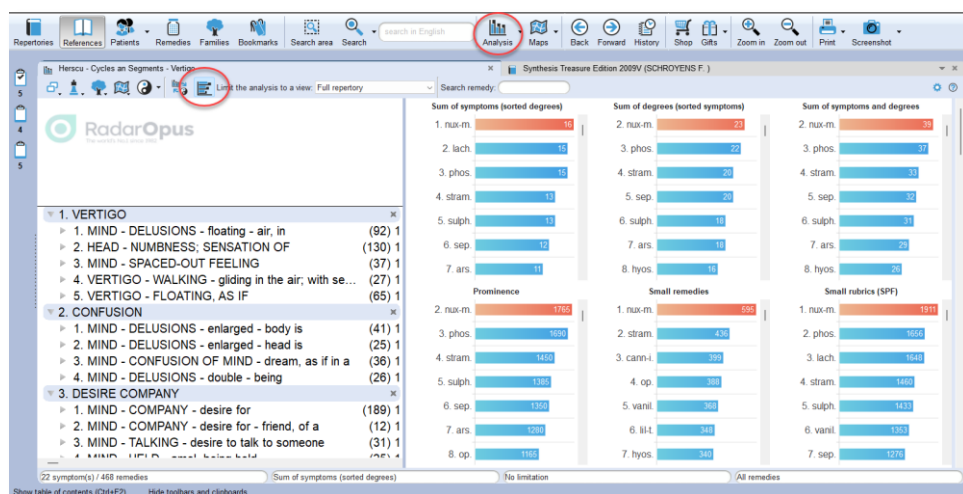 Repertories References Patients Remedies Families Bookmarks Search area Search search in English Analysis Maps Back Forward History Shop Gifts Zoom in Zoom out Print Screenshot
Herscu - Cycles an Segments - Vertigo
Synthesis Treasure Edition 2009V (SCHROYENS F. )
5
4
5
Limit the analysis to a view: Full repertory
Search remedy:
RadarOpus
1. VERTIGO
1. MIND - DELUSIONS - floating - air, in (92) 1
2. HEAD - NUMBNESS; SENSATION OF (130) 1
3. MIND - SPACED-OUT FEELING (37) 1
4. VERTIGO - WALKING - gliding in the air; with se... (27) 1
5. VERTIGO - FLOATING, AS IF (65) 1
2. CONFUSION
1. MIND - DELUSIONS - enlarged - body is (41) 1
2. MIND - DELUSIONS - enlarged - head is (25) 1
3. MIND - CONFUSION OF MIND - dream, as if in a (36) 1
4. MIND - DELUSIONS - double - being (26) 1
3. DESIRE COMPANY
1. MIND - COMPANY - desire for (189) 1
2. MIND - COMPANY - desire for - friend, of a (12) 1
3. MIND - TALKING - desire to talk to someone (31) 1
Sum of symptoms (sorted degrees)
1. nux-m. 16
2. lach. 15
3. phos. 15
4. stram. 13
5. sulph. 13
6. sep. 12
7. ars. 11
Sum of degrees (sorted symptoms)
2. nux-m. 23
3. phos. 22
4. stram. 20
5. sep. 20
6. sulph. 18
7. ars. 18
8. hyos. 16
Sum of symptoms and degrees
2. nux-m. 39
3. phos. 37
4. stram. 33
5. sep. 32
6. sulph. 31
7. ars. 29
8. hyos. 26
Prominence
2. nux-m. 1765
3. phos. 1690
4. stram. 1450
5. sulph. 1385
6. sep. 1350
7. ars. 1280
8. op. 1165
Small remedies
1. nux-m. 595
2. stram. 436
3. cann-i. 399
4. op. 388
5. vanil. 368
6. lil-t. 348
7. hyos. 340
Small rubrics (SPF)
1. nux-m. 1911
2. phos. 1656
3. lach. 1648
4. stram. 1460
5. sulph. 1433
6. vanil. 1353
7. sep. 1276
22 symptom(s) / 468 remedies
Sum of symptoms (sorted degrees)
No limitation
All remedies
Show table of contents (Ctrl+F2) Hide toolbars and clipboards